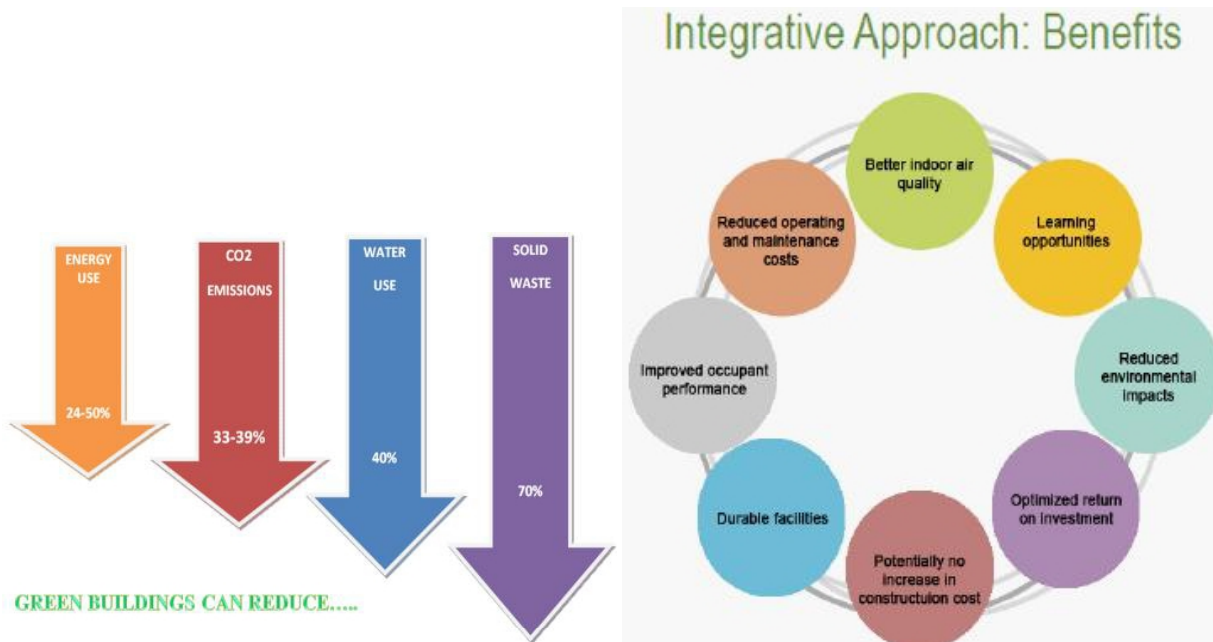 ENERGY
USE
24-50%
CO2
EMISSIONS
33-39%
WATER
USE
40%
SOLID
WASTE
70%
GREEN BUILDINGS CAN REDUCE…..
Integrative Approach: Benefits
Better indoor air
quality
Learning
opportunities
Reduced
environmental
impacts
Optimized return
on investment
Potentially no
increase in
constructuion cost
Durable facilities
Improved occupant
performance
Reduced operating
and maintenance
costs